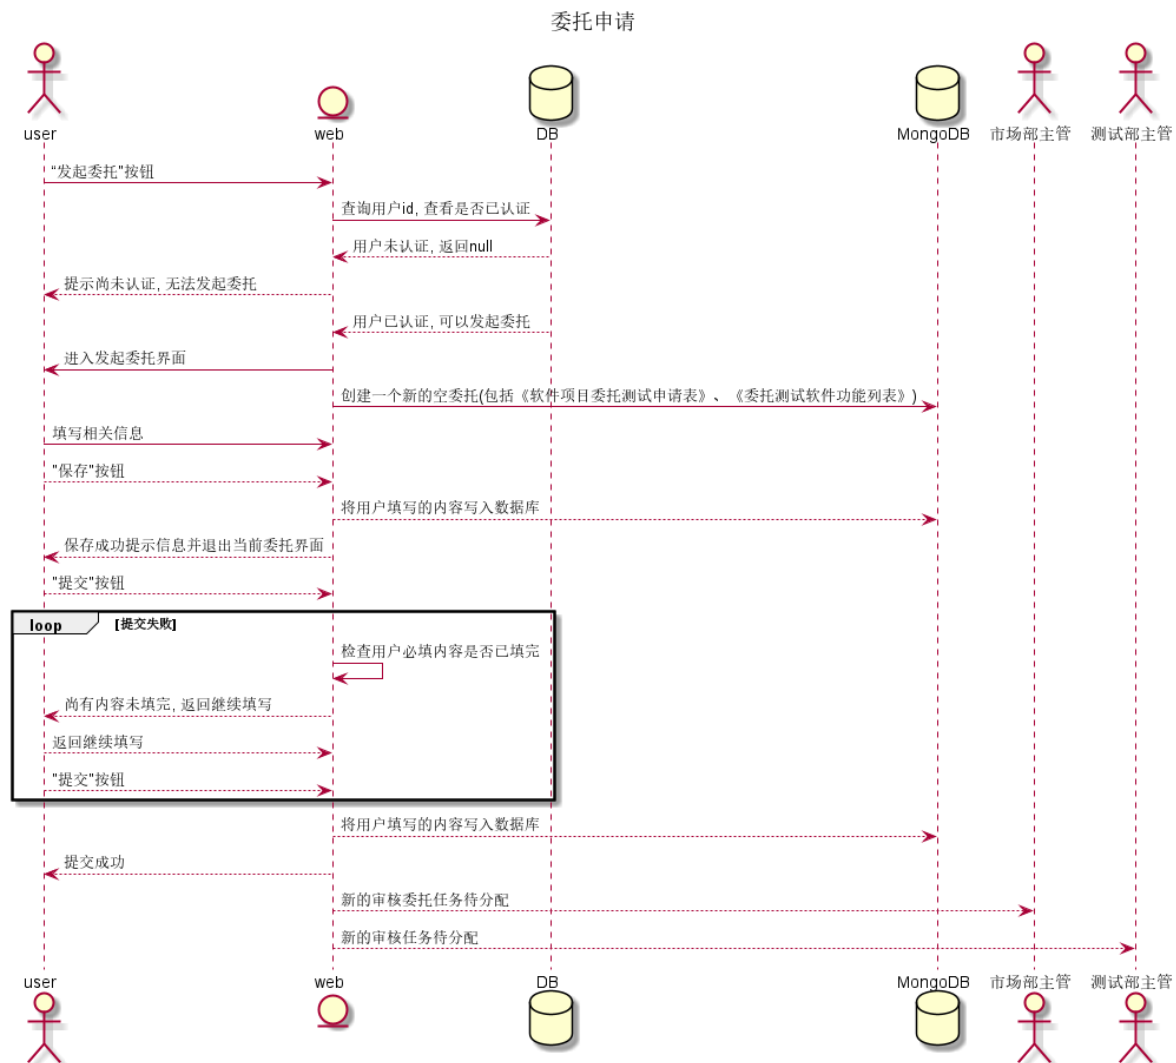 委托申请
user
web
DB
MongoDB
市场部主管
测试部主管
“发起委托"按钮
查询用户id, 查看是否已认证
用户未认证, 返回null
提示尚未认证, 无法发起委托
用户已认证, 可以发起委托
进入发起委托界面
创建一个新的空委托(包括《软件项目委托测试申请表》、《委托测试软件功能列表》)
填写相关信息
"保存"按钮
将用户填写的内容写入数据库
保存成功提示信息并退出当前委托界面
"提交"按钮
loop
[提交失败]
检查用户必填内容是否已填完
尚有内容未填完, 返回继续填写
返回继续填写
"提交"按钮
将用户填写的内容写入数据库
提交成功
新的审核委托任务待分配
新的审核任务待分配
user
web
DB
MongoDB
市场部主管
测试部主管